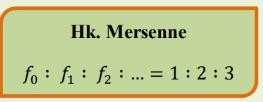 Hk. Mersenne
f₀ : f₁ : f₂ : … = 1 : 2 : 3